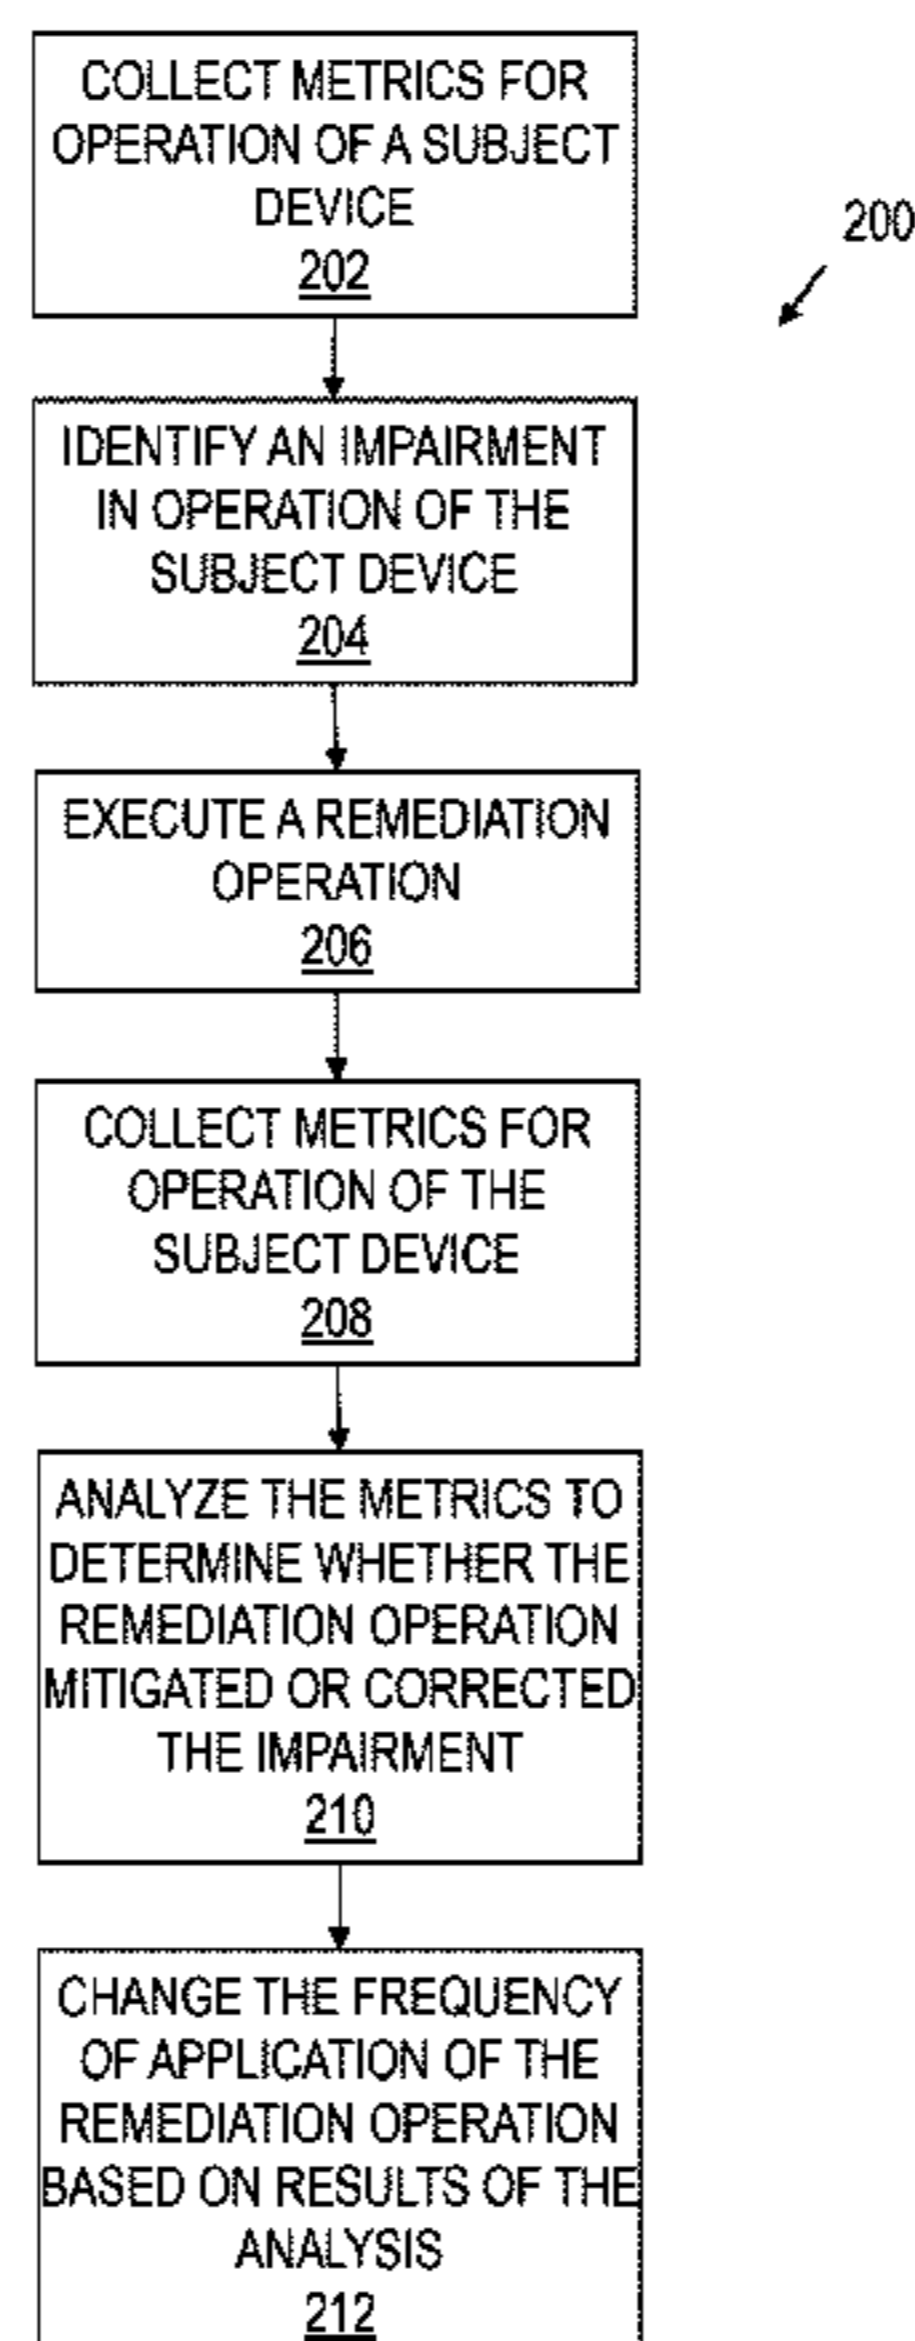 COLLECT METRICS FOR
OPERATION OF A SUBJECT
DEVICE
202
200
IDENTIFY AN IMPAIRMENT
IN OPERATION OF THE
SUBJECT DEVICE
204
EXECUTE A REMEDIATION
OPERATION
206
COLLECT METRICS FOR
OPERATION OF THE
SUBJECT DEVICE
208
ANALYZE THE METRICS TO
DETERMINE WHETHER THE
REMEDIATION OPERATION
MITIGATED OR CORRECTED
THE IMPAIRMENT
210
CHANGE THE FREQUENCY
OF APPLICATION OF THE
REMEDIATION OPERATION
BASED ON RESULTS OF THE
ANALYSIS
212